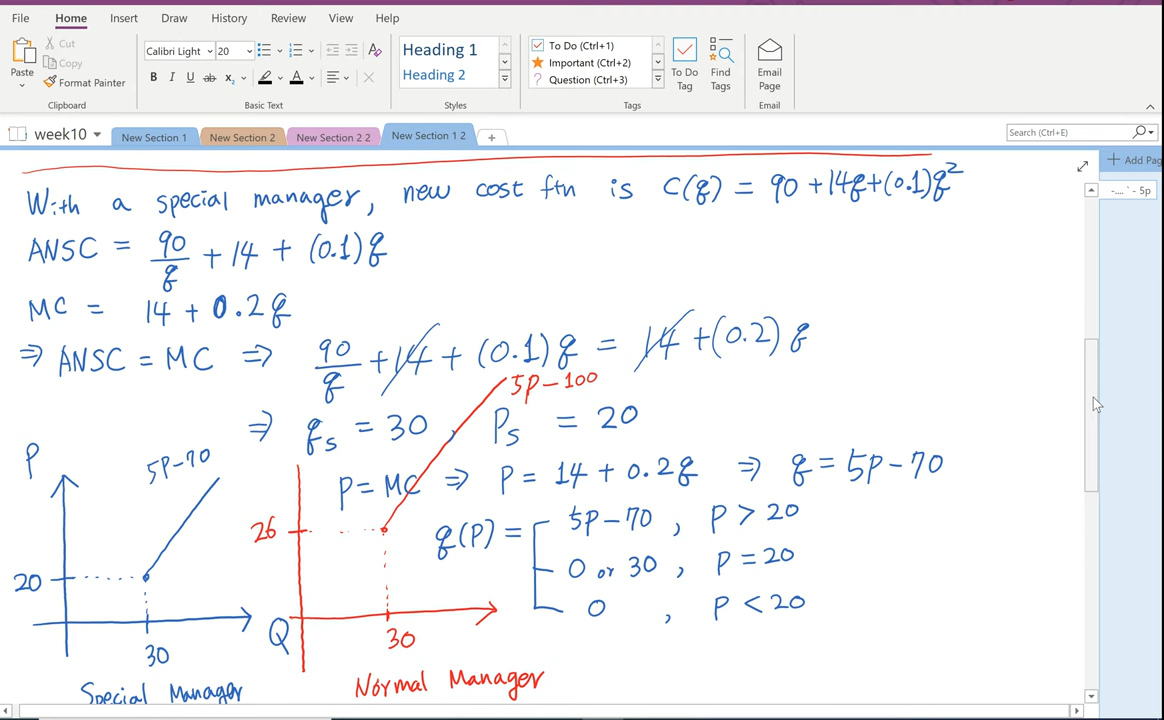 File Home Insert Draw History Review View Help
Paste Cut Copy Format Painter
Calibri Light 20
B I U ab x₂ A
Heading 1
Heading 2
To Do (Ctrl+1)
Important (Ctrl+2)
Question (Ctrl+3)
To Do Tag
Find Tags
Email Page
Clipboard Basic Text Styles Tags Email
week10 New Section 1 New Section 2 New Section 2 2 New Section 1 2 + Search (Ctrl+E)
+ Add Pag
-.... ` - 5p
With a special manager, new cost ftn is C(q) = 90 + 14q + (0.1)q²
ANSC = 90/q + 14 + (0.1)q
MC = 14 + 0.2q
⇒ ANSC = MC ⇒ 90/q + 14 + (0.1)q = 14 + (0.2)q
5P-100
⇒ qs = 30, Ps = 20
P = MC ⇒ P = 14 + 0.2q ⇒ q = 5P - 70
q(P) = 5P - 70, P > 20
0 or 30, P = 20
0, P < 20
P
5P-70
20
30
Q
Special Manager
26
30
Normal Manager